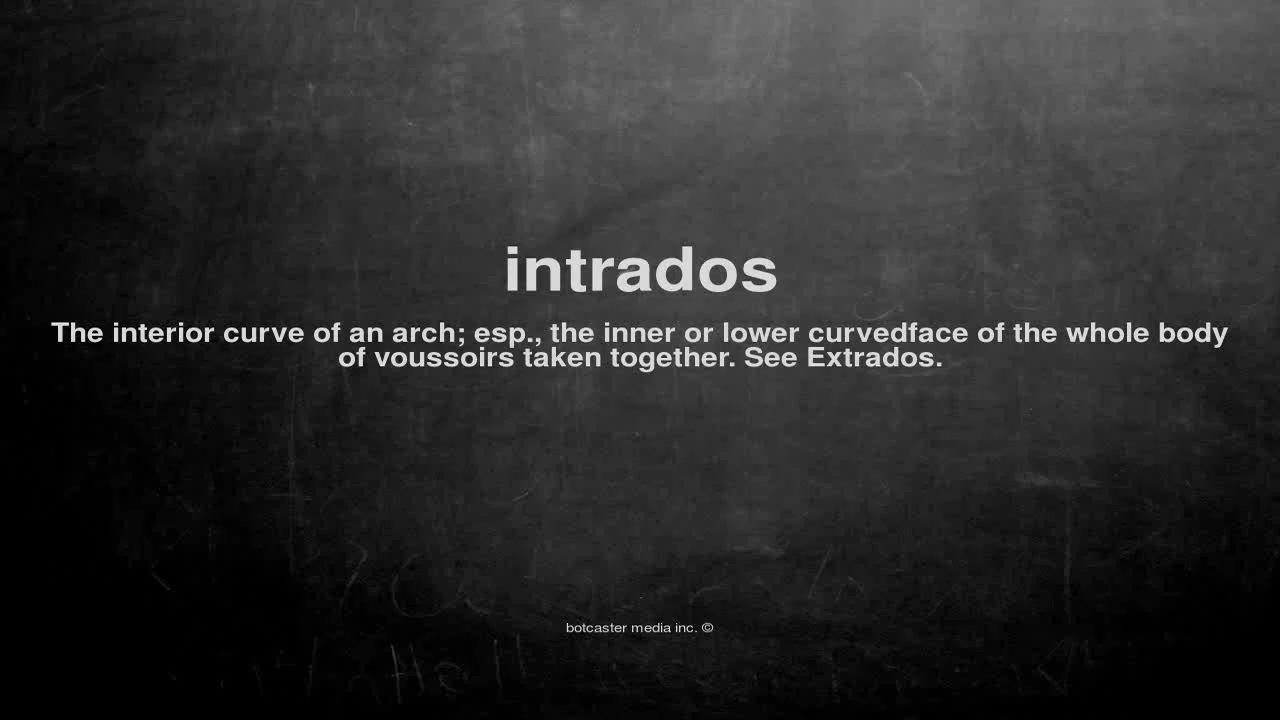 intrados
The interior curve of an arch; esp., the inner or lower curvedface of the whole body
of voussoirs taken together. See Extrados.
botcaster media inc. ©